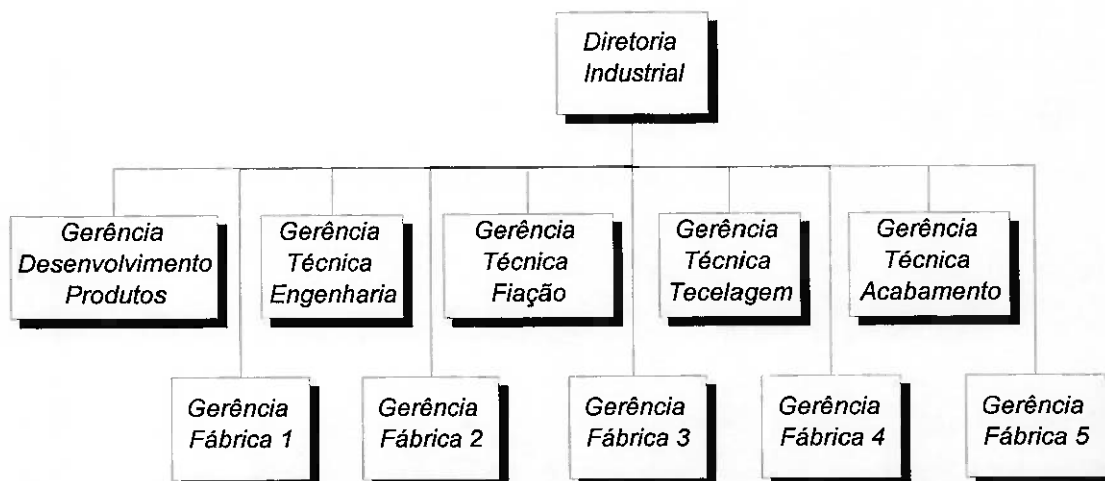 Diretoria
Industrial
Gerência
Desenvolvimento
Produtos
Gerência
Técnica
Engenharia
Gerência
Técnica
Fiação
Gerência
Técnica
Tecelagem
Gerência
Técnica
Acabamento
Gerência
Fábrica 1
Gerência
Fábrica 2
Gerência
Fábrica 3
Gerência
Fábrica 4
Gerência
Fábrica 5